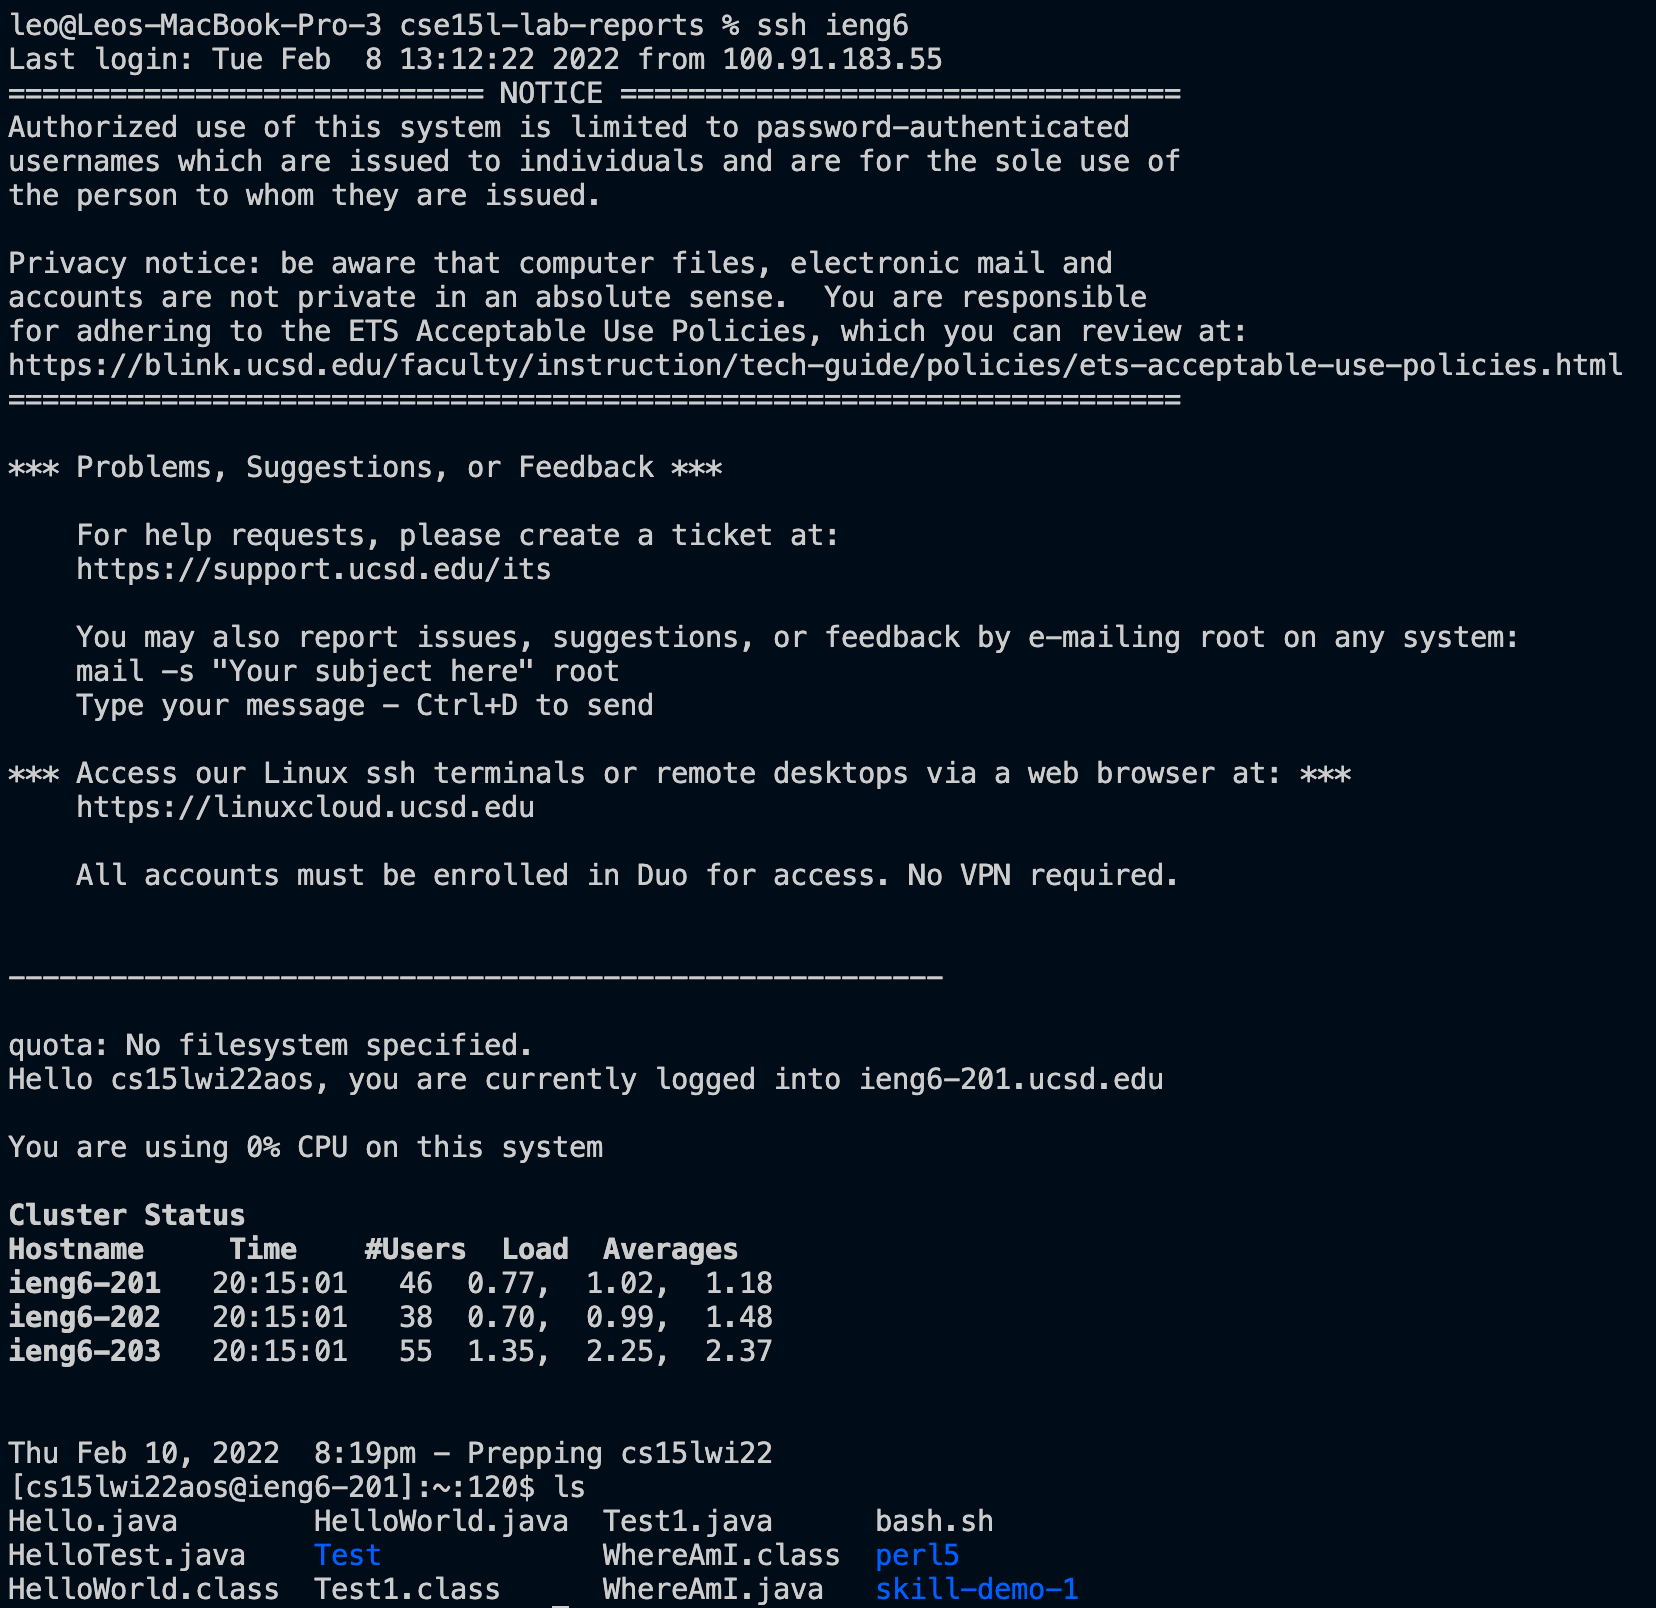 leo@Leos-MacBook-Pro-3 cse15l-lab-reports % ssh ieng6
Last login: Tue Feb  8 13:12:22 2022 from 100.91.183.55
============================ NOTICE =================================
Authorized use of this system is limited to password-authenticated
usernames which are issued to individuals and are for the sole use of
the person to whom they are issued.

Privacy notice: be aware that computer files, electronic mail and
accounts are not private in an absolute sense.  You are responsible
for adhering to the ETS Acceptable Use Policies, which you can review at:
https://blink.ucsd.edu/faculty/instruction/tech-guide/policies/ets-acceptable-use-policies.html
=====================================================================

*** Problems, Suggestions, or Feedback ***

    For help requests, please create a ticket at:
    https://support.ucsd.edu/its

    You may also report issues, suggestions, or feedback by e-mailing root on any system:
    mail -s "Your subject here" root
    Type your message - Ctrl+D to send

*** Access our Linux ssh terminals or remote desktops via a web browser at: ***
    https://linuxcloud.ucsd.edu

    All accounts must be enrolled in Duo for access. No VPN required.


-------------------------------------------------------

quota: No filesystem specified.
Hello cs15lwi22aos, you are currently logged into ieng6-201.ucsd.edu

You are using 0% CPU on this system

Cluster Status
Hostname     Time    #Users  Load  Averages
ieng6-201   20:15:01   46  0.77,  1.02,  1.18
ieng6-202   20:15:01   38  0.70,  0.99,  1.48
ieng6-203   20:15:01   55  1.35,  2.25,  2.37


Thu Feb 10, 2022  8:19pm - Prepping cs15lwi22
[cs15lwi22aos@ieng6-201]:~:120$ ls
Hello.java        HelloWorld.java  Test1.java      bash.sh
HelloTest.java    Test             WhereAmI.class  perl5
HelloWorld.class  Test1.class      WhereAmI.java   skill-demo-1